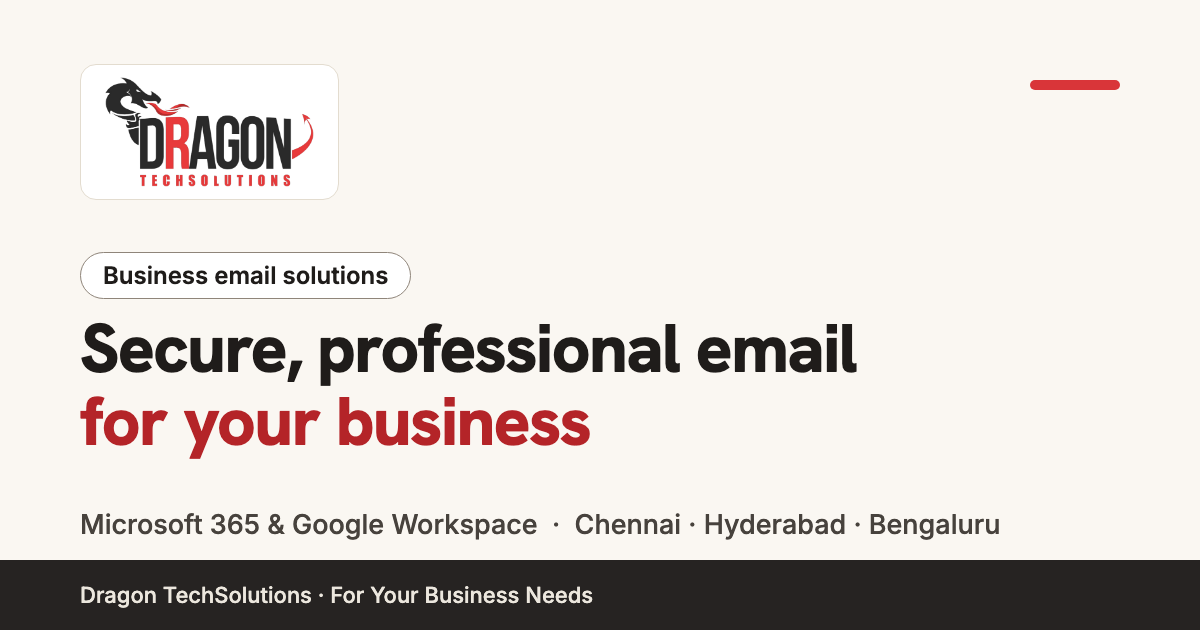 DRAGON
TECHSOLUTIONS
Business email solutions
Secure, professional email
for your business
Microsoft 365 & Google Workspace · Chennai · Hyderabad · Bengaluru
Dragon TechSolutions · For Your Business Needs